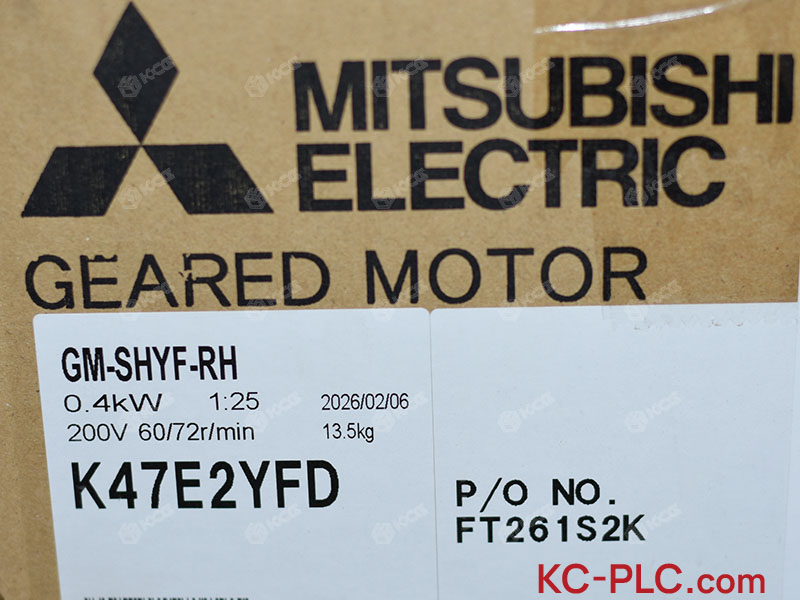 MITSUBISHI
ELECTRIC
GEARED MOTOR
GM-SHYF-RH
0.4kW 1:25 2026/02/06
200V 60/72r/min 13.5kg
K47E2YFD
P/O NO.
FT261S2K
KC-PLC.com